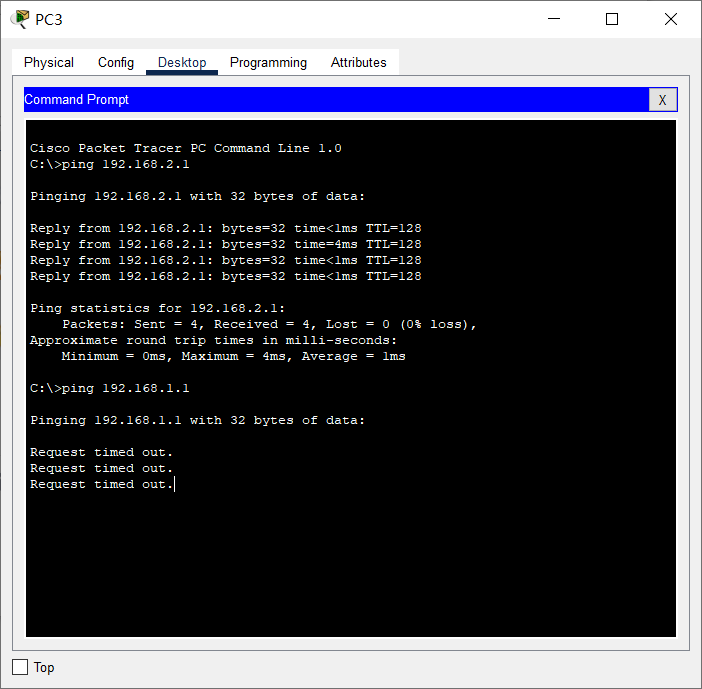 PC3
Physical Config Desktop Programming Attributes
Command Prompt
X
Cisco Packet Tracer PC Command Line 1.0
C:\>ping 192.168.2.1
Pinging 192.168.2.1 with 32 bytes of data:
Reply from 192.168.2.1: bytes=32 time<1ms TTL=128
Reply from 192.168.2.1: bytes=32 time=4ms TTL=128
Reply from 192.168.2.1: bytes=32 time<1ms TTL=128
Reply from 192.168.2.1: bytes=32 time<1ms TTL=128
Ping statistics for 192.168.2.1:
Packets: Sent = 4, Received = 4, Lost = 0 (0% loss),
Approximate round trip times in milli-seconds:
Minimum = 0ms, Maximum = 4ms, Average = 1ms
C:\>ping 192.168.1.1
Pinging 192.168.1.1 with 32 bytes of data:
Request timed out.
Request timed out.
Request timed out.
Top